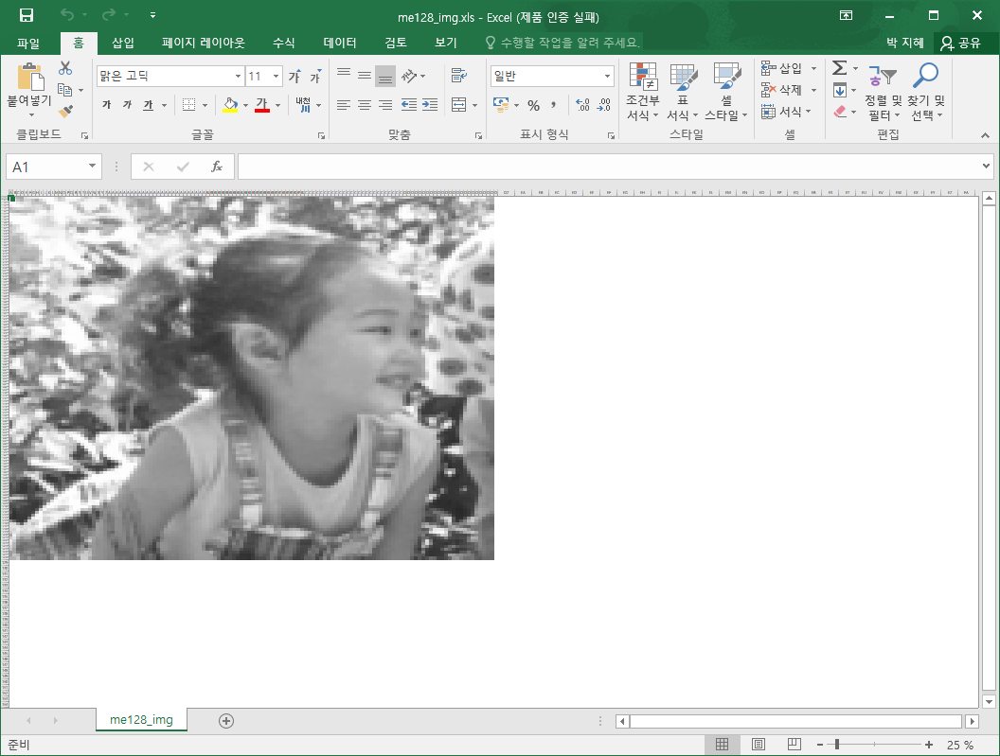 me128_img.xls - Excel (제품 인증 실패)
파일 홈 삽입 페이지 레이아웃 수식 데이터 검토 보기 수행할 작업을 알려 주세요. 박 지혜 공유
맑은 고딕 11 가 가 일반 삽입
붙여넣기 가 가 가 가 내천 조건부 표 셀 삭제 정렬 및 찾기 및
川 % , .00 .0 서식 서식 스타일 서식 필터 선택
클립보드 글꼴 맞춤 표시 형식 스타일 셀 편집
A1 fx
me128_img
준비 25 %